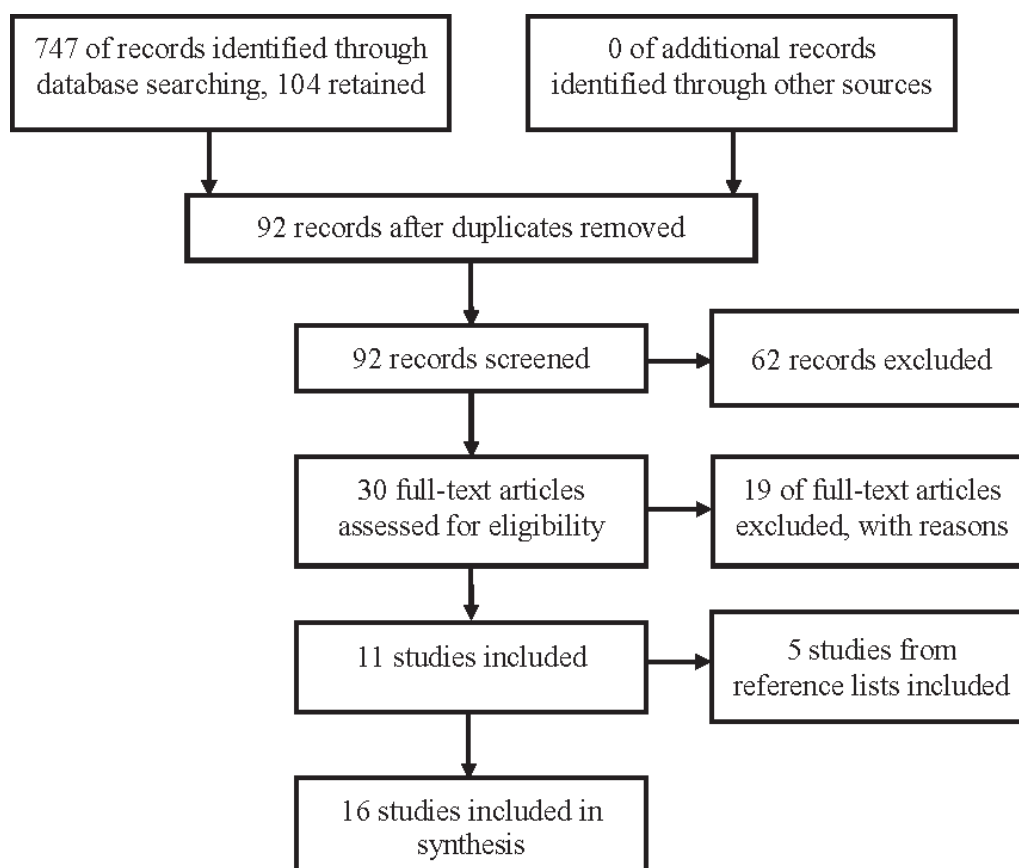 747 of records identified through
database searching, 104 retained
0 of additional records
identified through other sources
92 records after duplicates removed
92 records screened
62 records excluded
30 full-text articles
assessed for eligibility
19 of full-text articles
excluded, with reasons
11 studies included
5 studies from
reference lists included
16 studies included in
synthesis